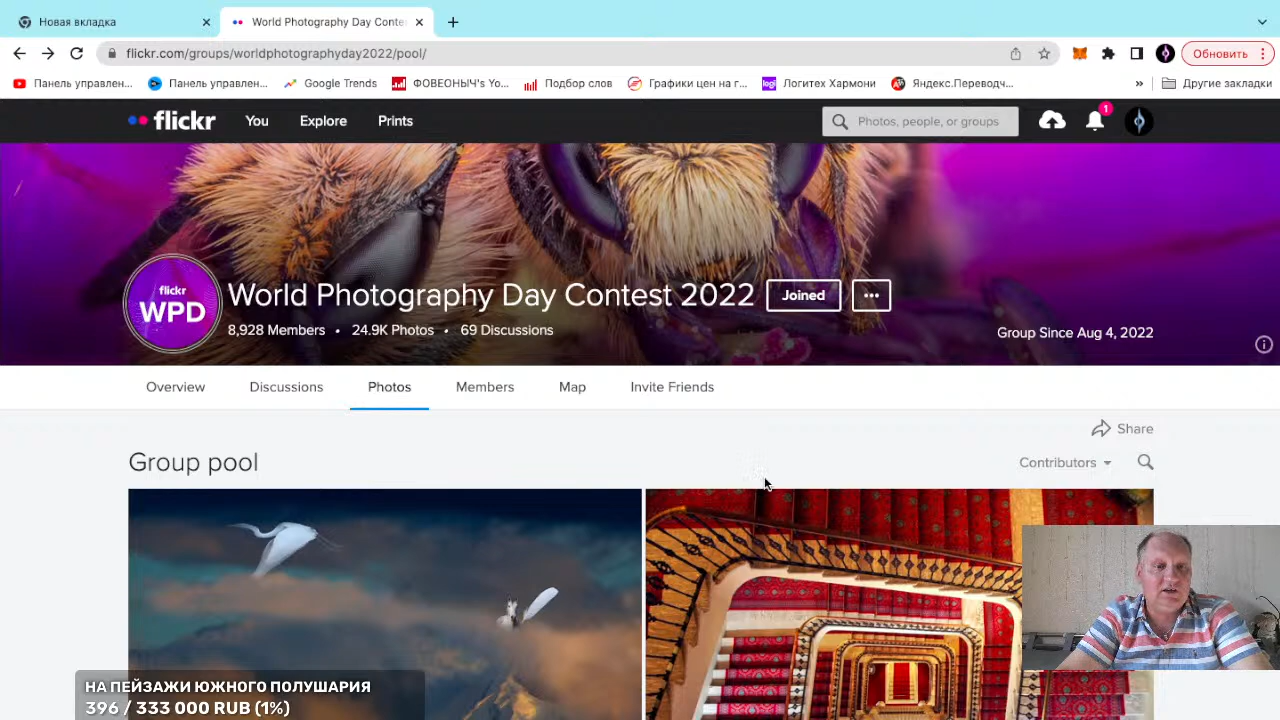 Новая вкладка
World Photography Day Conte
flickr.com/groups/worldphotographyday2022/pool/
Обновить
Панель управлен...
Панель управлен...
Google Trends
ФОВЕОНЫЧ's Yo...
Подбор слов
Графики цен на г...
logi
Логитех Хармони
Яндекс.Переводч...
»
Другие закладки
flickr
You
Explore
Prints
Photos, people, or groups
1
flickr
WPD
World Photography Day Contest 2022
Joined
8,928 Members • 24.9K Photos • 69 Discussions
Group Since Aug 4, 2022
Overview
Discussions
Photos
Members
Map
Invite Friends
Share
Group pool
Contributors
НА ПЕЙЗАЖИ ЮЖНОГО ПОЛУШАРИЯ
396 / 333 000 RUB (1%)